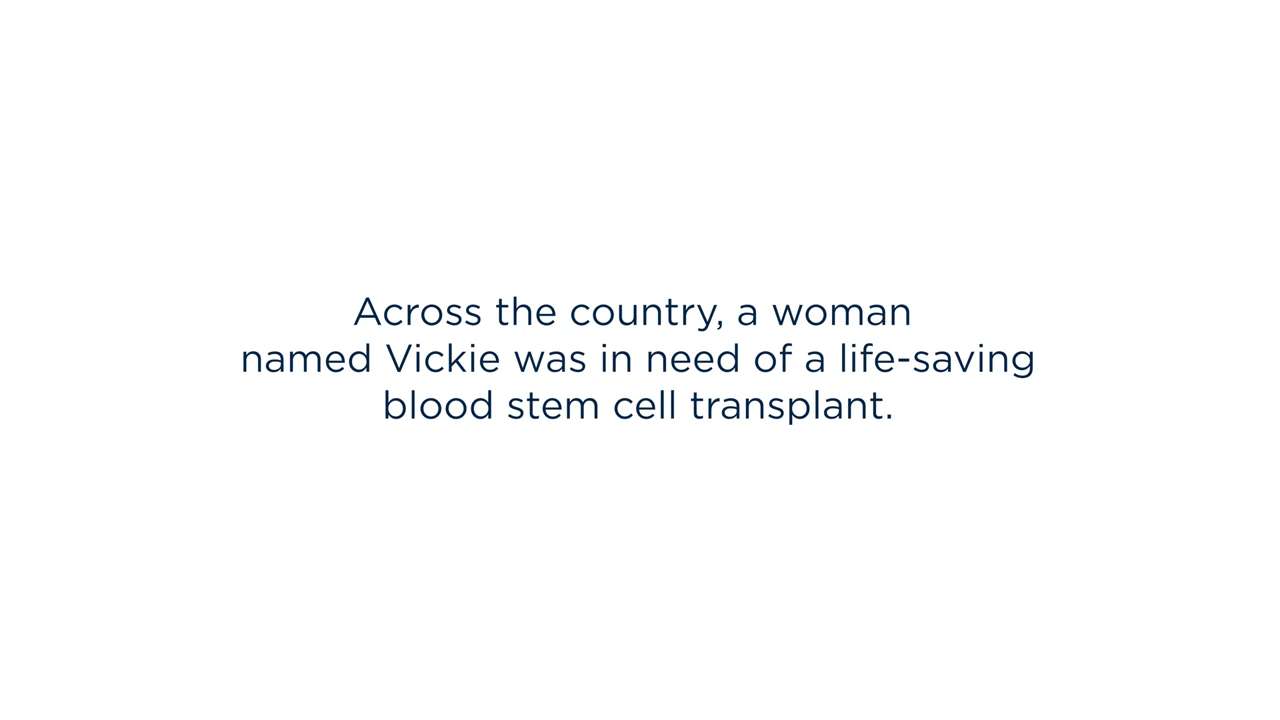 Across the country, a woman
named Vickie was in need of a life-saving
blood stem cell transplant.